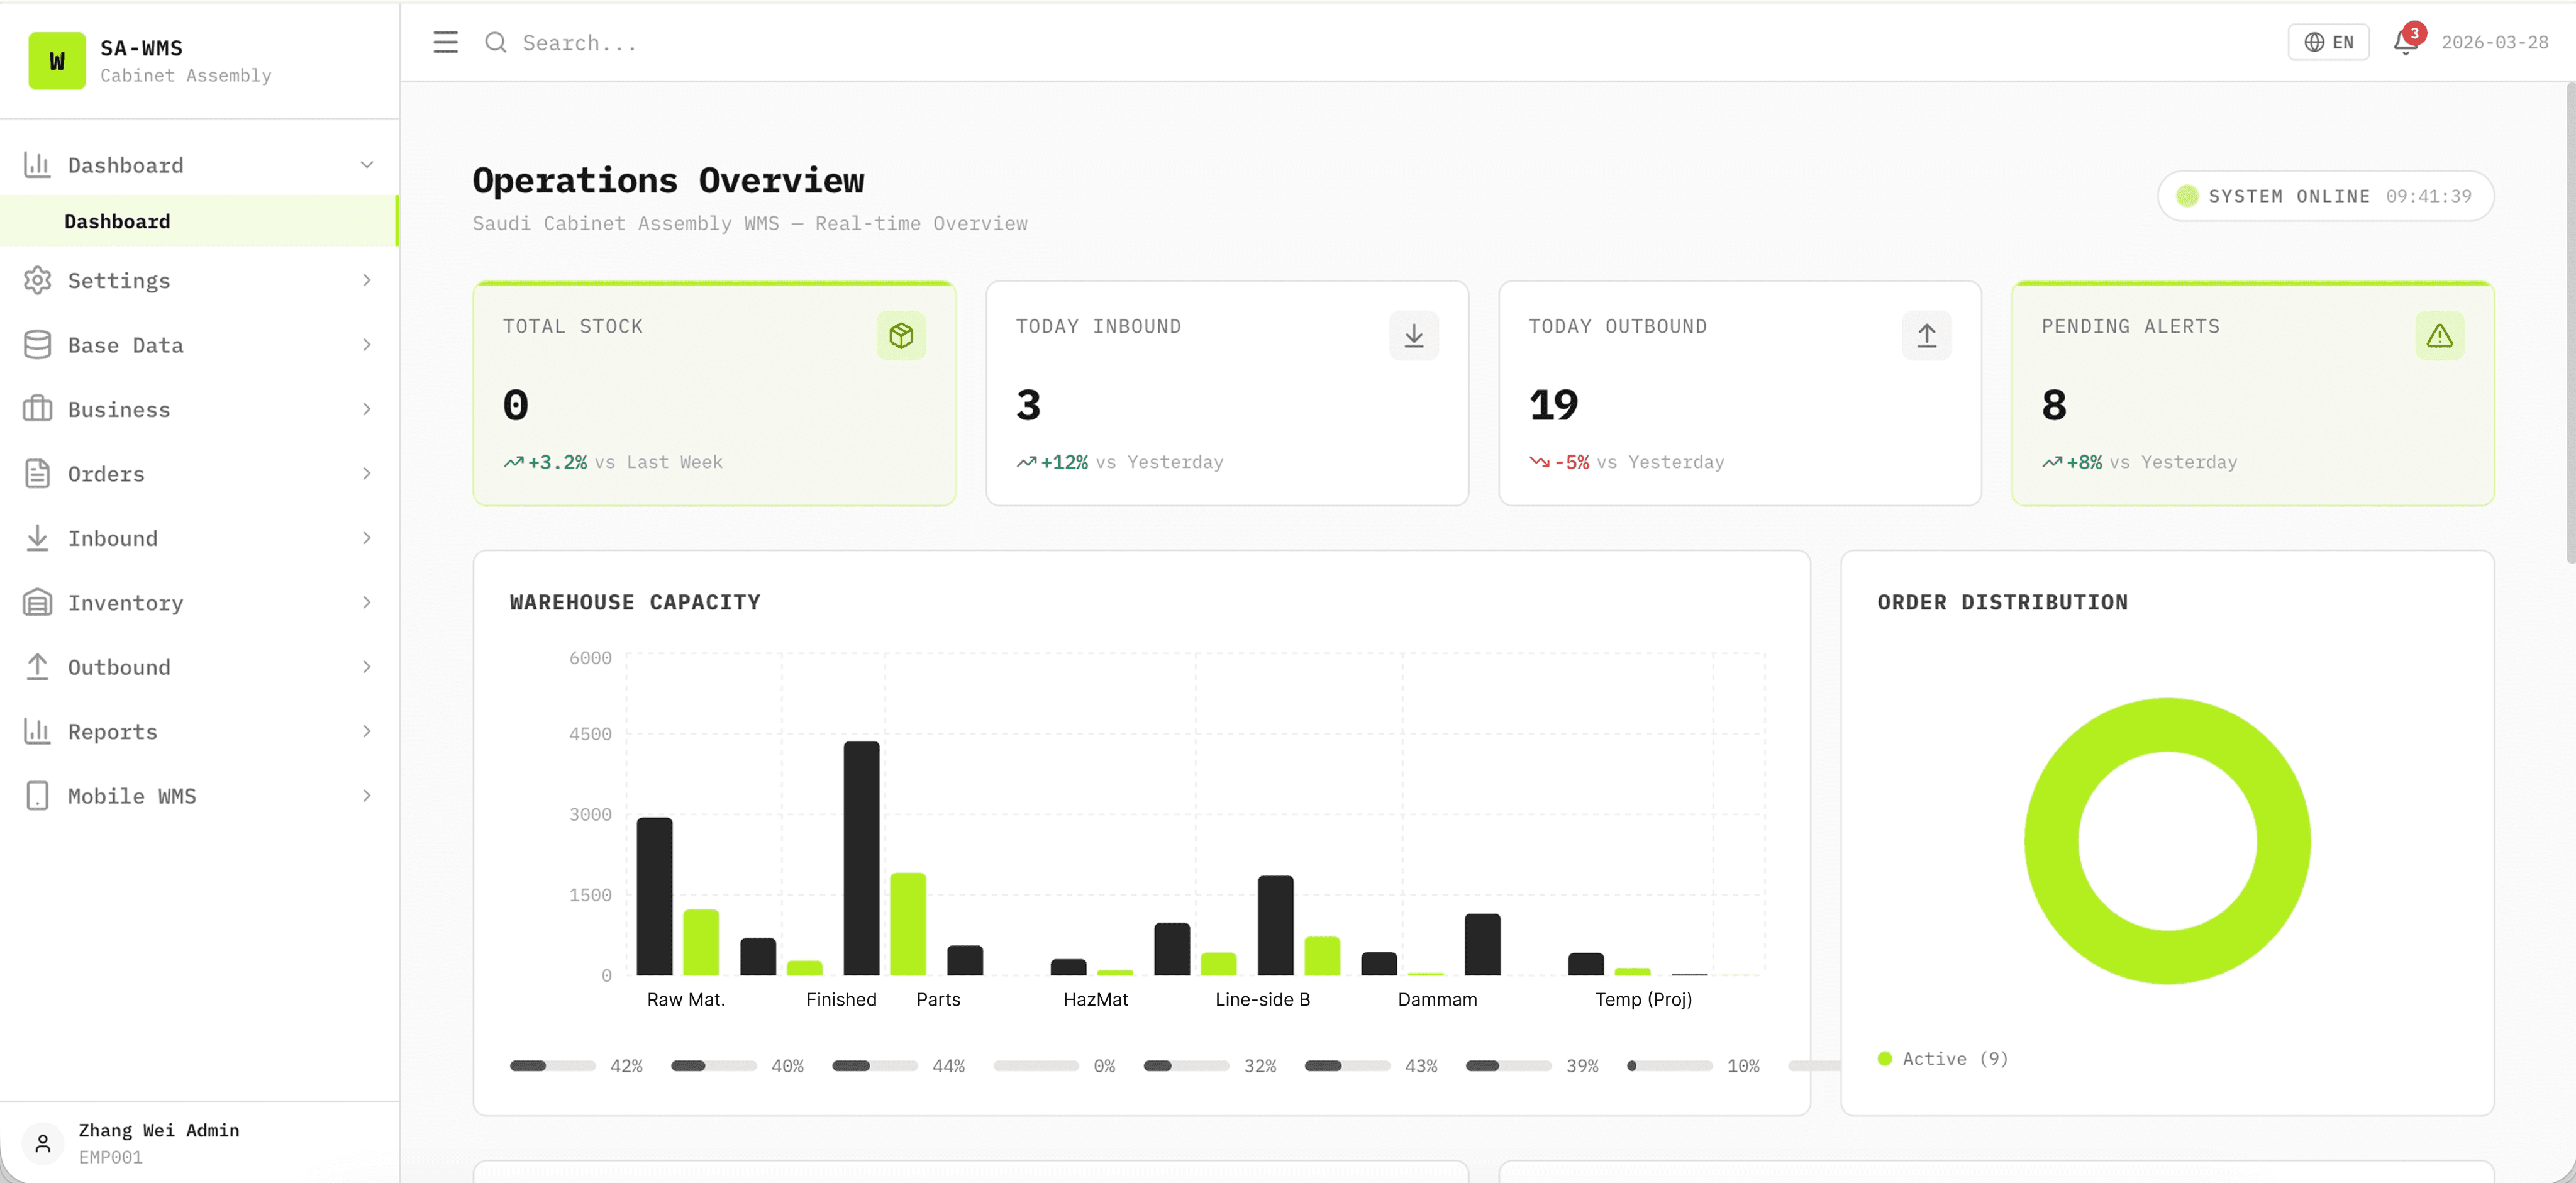 W
SA-WMS
Cabinet Assembly
Dashboard
Dashboard
Settings
Base Data
Business
Orders
Inbound
Inventory
Outbound
Reports
Mobile WMS
Zhang Wei Admin
EMP001
Search...
EN
3
2026-03-28
Operations Overview
Saudi Cabinet Assembly WMS — Real-time Overview
SYSTEM ONLINE 09:41:39
TOTAL STOCK
0
+3.2% vs Last Week
TODAY INBOUND
3
+12% vs Yesterday
TODAY OUTBOUND
19
-5% vs Yesterday
PENDING ALERTS
8
+8% vs Yesterday
WAREHOUSE CAPACITY
6000
4500
3000
1500
0
Raw Mat. Finished Parts HazMat Line-side B Dammam Temp (Proj)
42% 40% 44% 0% 32% 43% 39% 10%
ORDER DISTRIBUTION
Active (9)